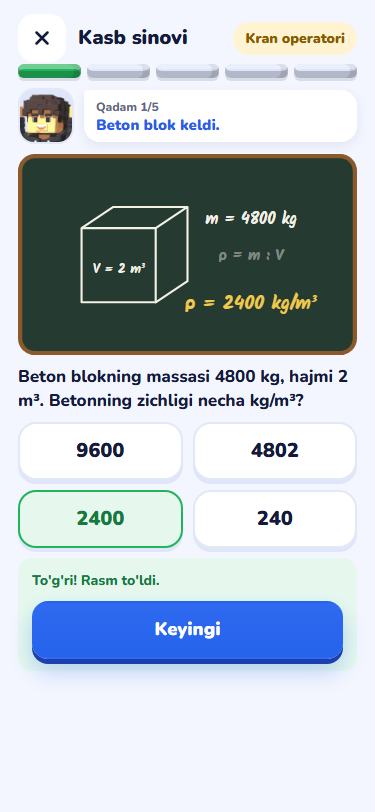 Kasb sinovi
Kran operatori
Qadam 1/5
Beton blok keldi.
m = 4800 kg
V = 2 m³
ρ = m : V
ρ = 2400 kg/m³
Beton blokning massasi 4800 kg, hajmi 2
m³. Betonning zichligi necha kg/m³?
9600
4802
2400
240
To'g'ri! Rasm to'ldi.
Keyingi